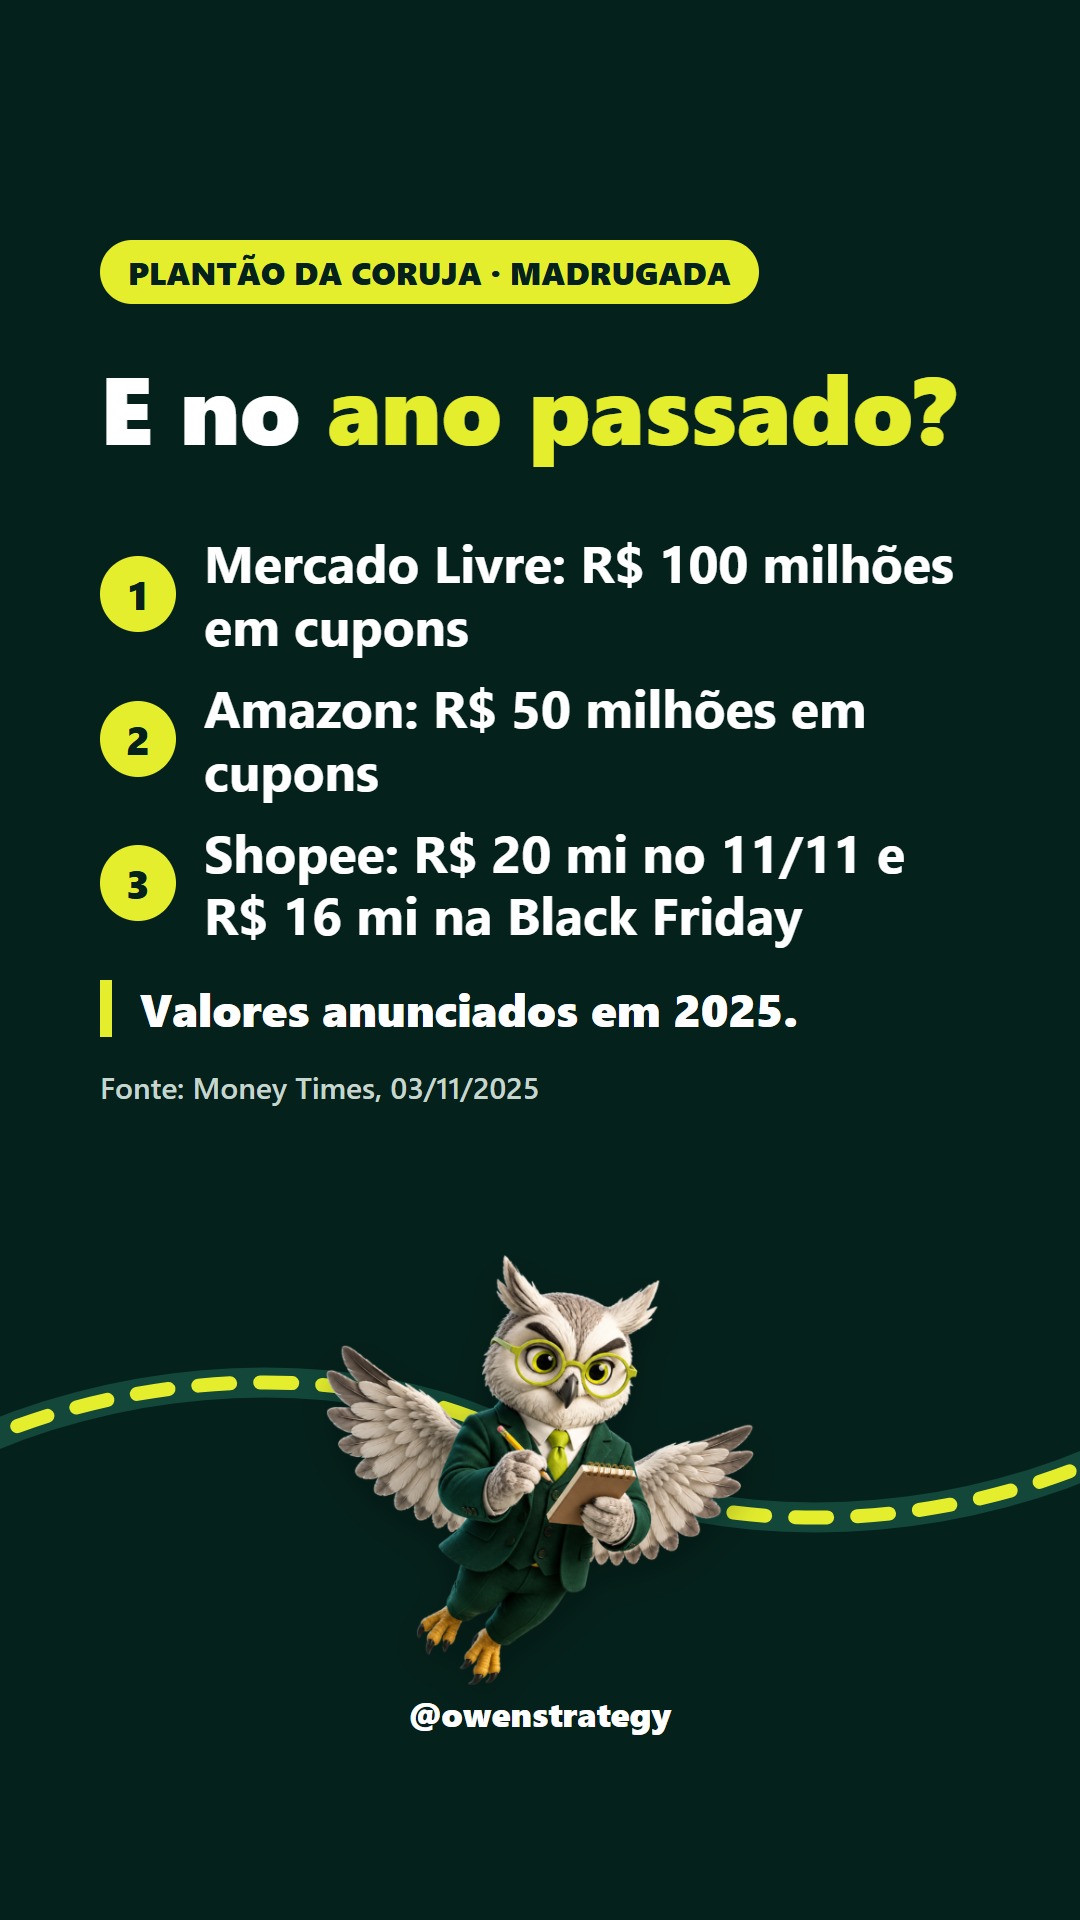 PLANTÃO DA CORUJA · MADRUGADA
E no ano passado?
1
Mercado Livre: R$ 100 milhões
em cupons
2
Amazon: R$ 50 milhões em
cupons
3
Shopee: R$ 20 mi no 11/11 e
R$ 16 mi na Black Friday
Valores anunciados em 2025.
Fonte: Money Times, 03/11/2025
@owenstrategy